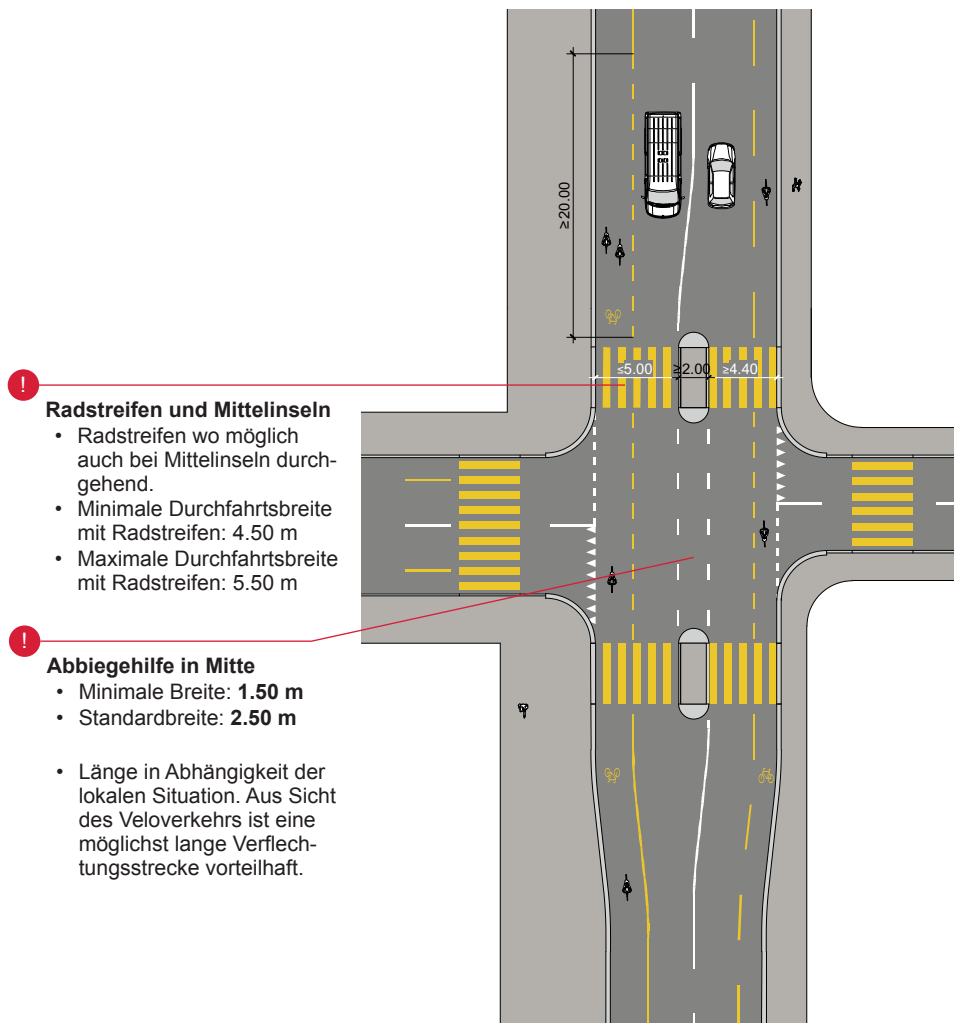 ≥20.00
≤5.00
≥2.00
≥4.40
!
Radstreifen und Mittelinseln
• Radstreifen wo möglich
auch bei Mittelinseln durch-
gehend.
• Minimale Durchfahrtsbreite
mit Radstreifen: 4.50 m
• Maximale Durchfahrtsbreite
mit Radstreifen: 5.50 m
!
Abbiegehilfe in Mitte
• Minimale Breite: 1.50 m
• Standardbreite: 2.50 m
• Länge in Abhängigkeit der
lokalen Situation. Aus Sicht
des Veloverkehrs ist eine
möglichst lange Verflech-
tungsstrecke vorteilhaft.